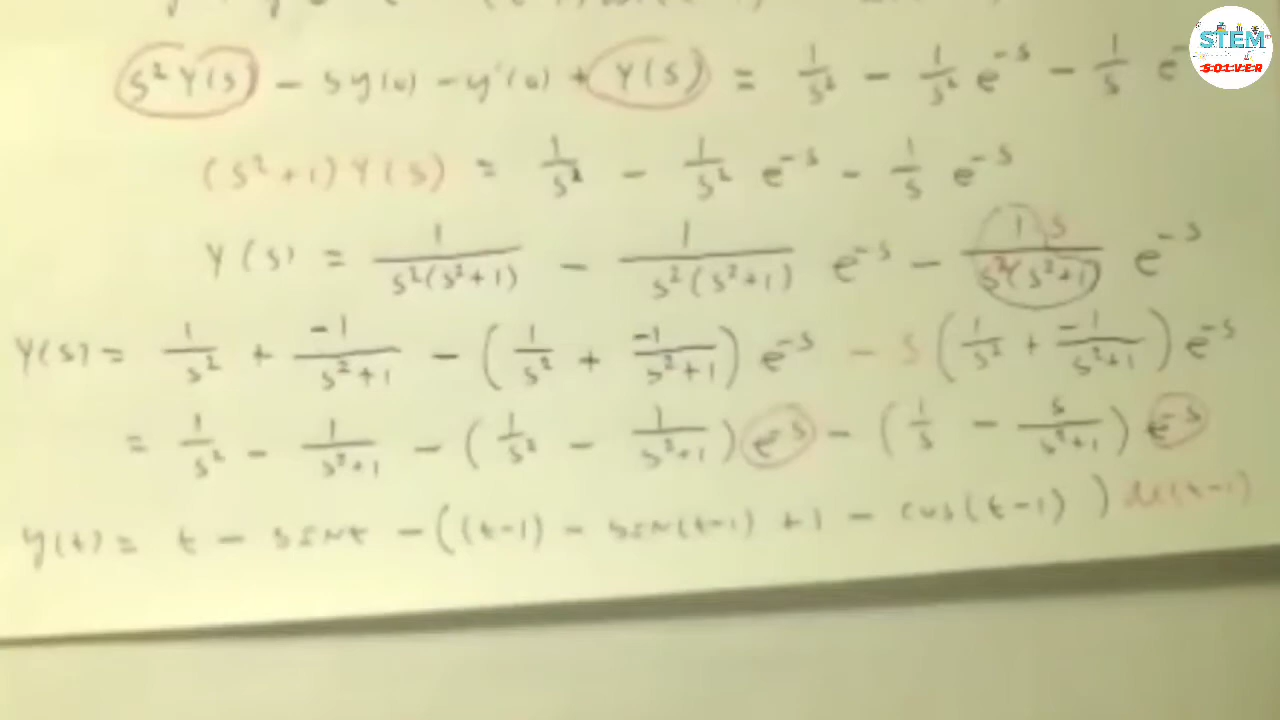 STEM
SOLVER
s² Y(s) - sy(0) - y'(0) + Y(s) = 1/s² - 1/s² e^-s - 1/s e^-
(s²+1) Y(s) = 1/s² - 1/s² e^-s - 1/s e^-s
Y(s) = 1/(s²(s²+1)) - 1/(s²(s²+1)) e^-s - 1s/(s²(s²+1)) e^-s
Y(s) = 1/s² + -1/(s²+1) - (1/s² + -1/(s²+1)) e^-s - s (1/s² + -1/(s²+1)) e^-s
= 1/s² - 1/(s²+1) - (1/s² - 1/(s²+1)) e^-s - (1/s - s/(s²+1)) e^-s
y(t) = t - sint - ((t-1) - sin(t-1) + 1 - cos(t-1)) u(t-1)